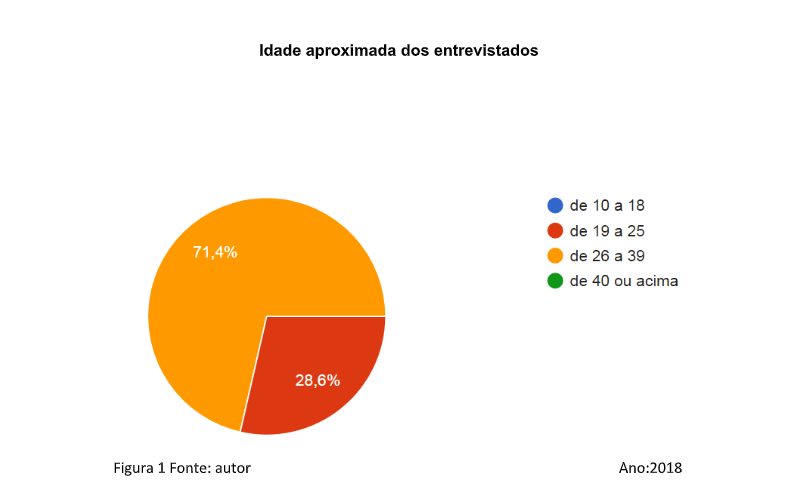 Idade aproximada dos entrevistados
71,4%
28,6%
de 10 a 18
de 19 a 25
de 26 a 39
de 40 ou acima
Figura 1 Fonte: autor
Ano:2018